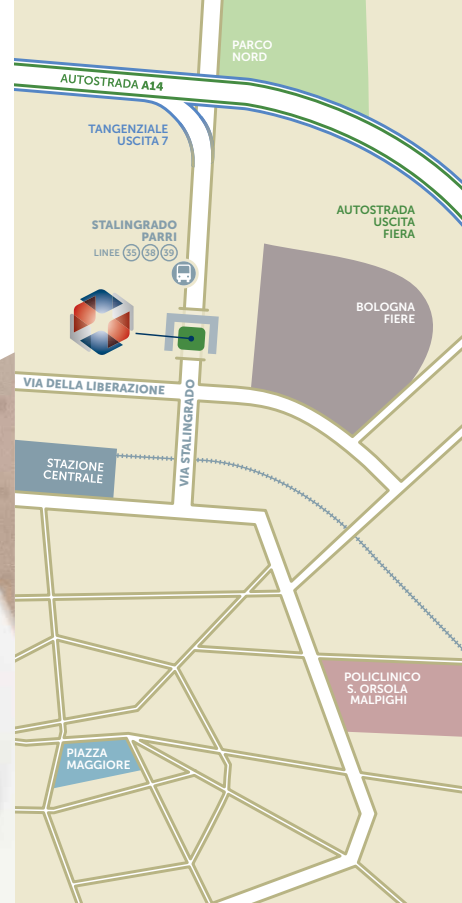 PARCO
NORD
AUTOSTRADA A14
TANGENZIALE
USCITA 7
AUTOSTRADA
USCITA
FIERA
STALINGRADO
PARRI
LINEE 35 38 39
BOLOGNA
FIERE
VIA DELLA LIBERAZIONE
VIA STALINGRADO
STAZIONE
CENTRALE
POLICLINICO
S. ORSOLA
MALPIGHI
PIAZZA
MAGGIORE